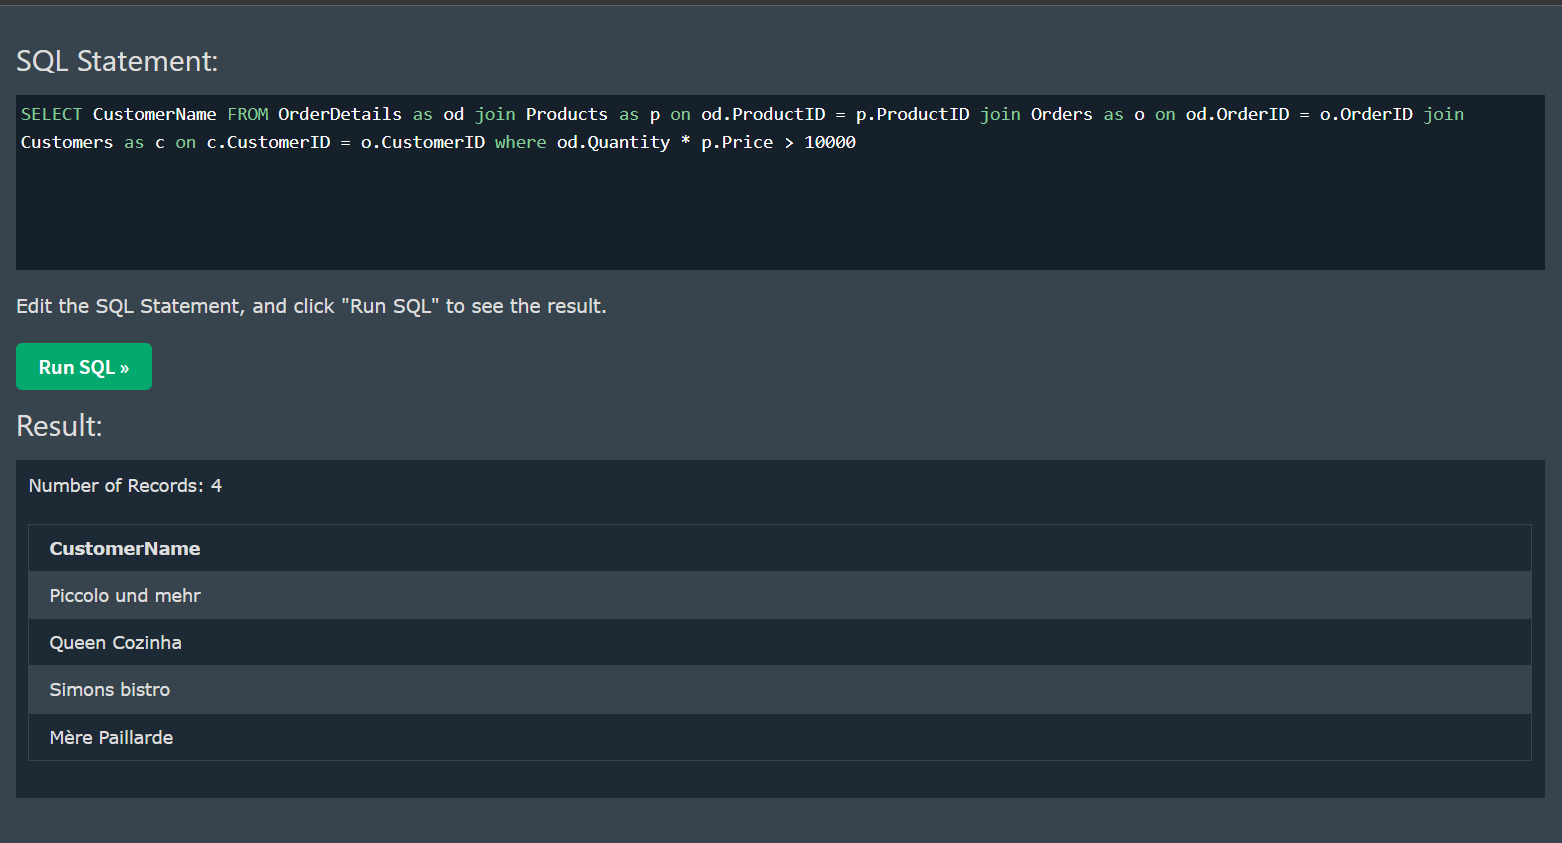 SQL Statement:
SELECT CustomerName FROM OrderDetails as od join Products as p on od.ProductID = p.ProductID join Orders as o on od.OrderID = o.OrderID join
Customers as c on c.CustomerID = o.CustomerID where od.Quantity * p.Price > 10000
Edit the SQL Statement, and click "Run SQL" to see the result.
Run SQL »
Result:
Number of Records: 4
CustomerName
Piccolo und mehr
Queen Cozinha
Simons bistro
Mère Paillarde